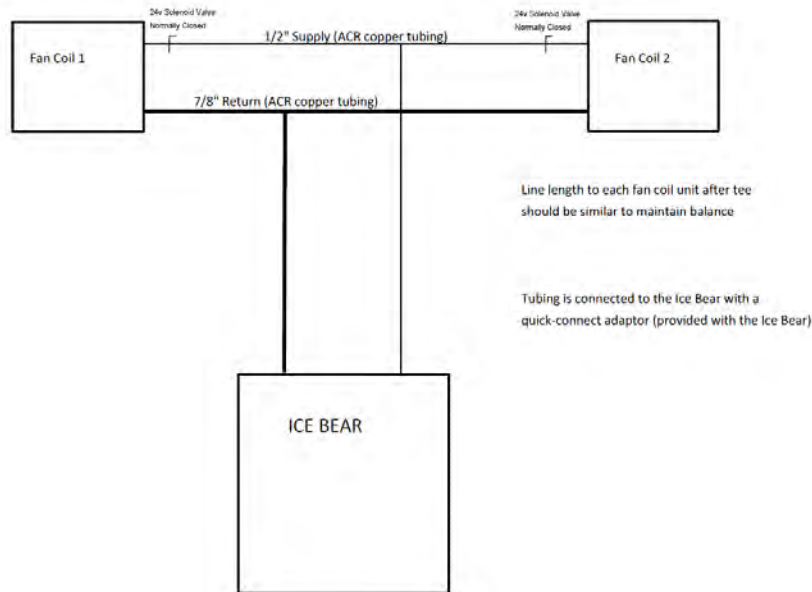 24v Solenoid Valve
Normally Closed
24v Solenoid Valve
Normally Closed
1/2" Supply (ACR copper tubing)
Fan Coil 1
Fan Coil 2
7/8" Return (ACR copper tubing)
Line length to each fan coil unit after tee
should be similar to maintain balance
Tubing is connected to the Ice Bear with a
quick-connect adaptor (provided with the Ice Bear)
ICE BEAR